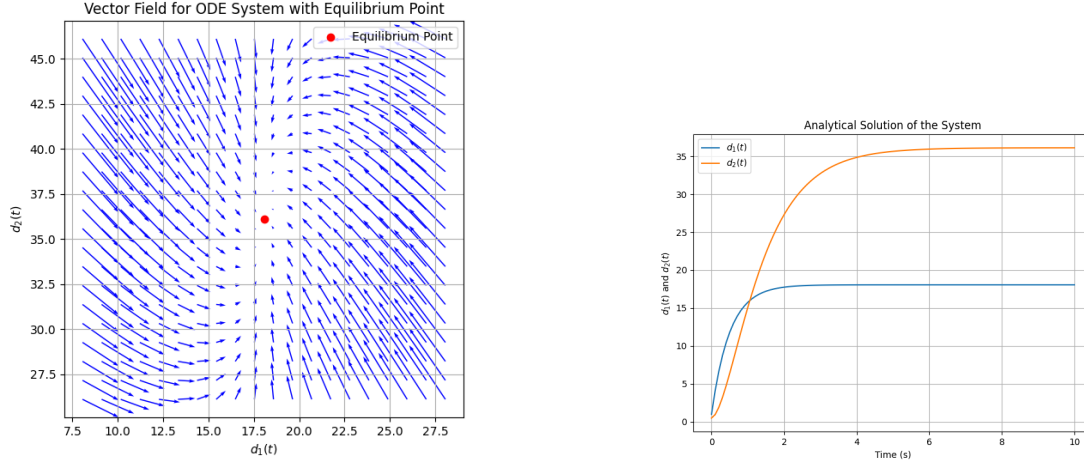 Vector Field for ODE System with Equilibrium Point
Equilibrium Point
45.0
42.5
40.0
37.5
35.0
32.5
30.0
27.5
d₂(t)
7.5 10.0 12.5 15.0 17.5 20.0 22.5 25.0 27.5
d₁(t)
Analytical Solution of the System
d₁(t)
d₂(t)
35
30
25
20
15
10
5
0
d₁(t) and d₂(t)
0 2 4 6 8 10
Time (s)